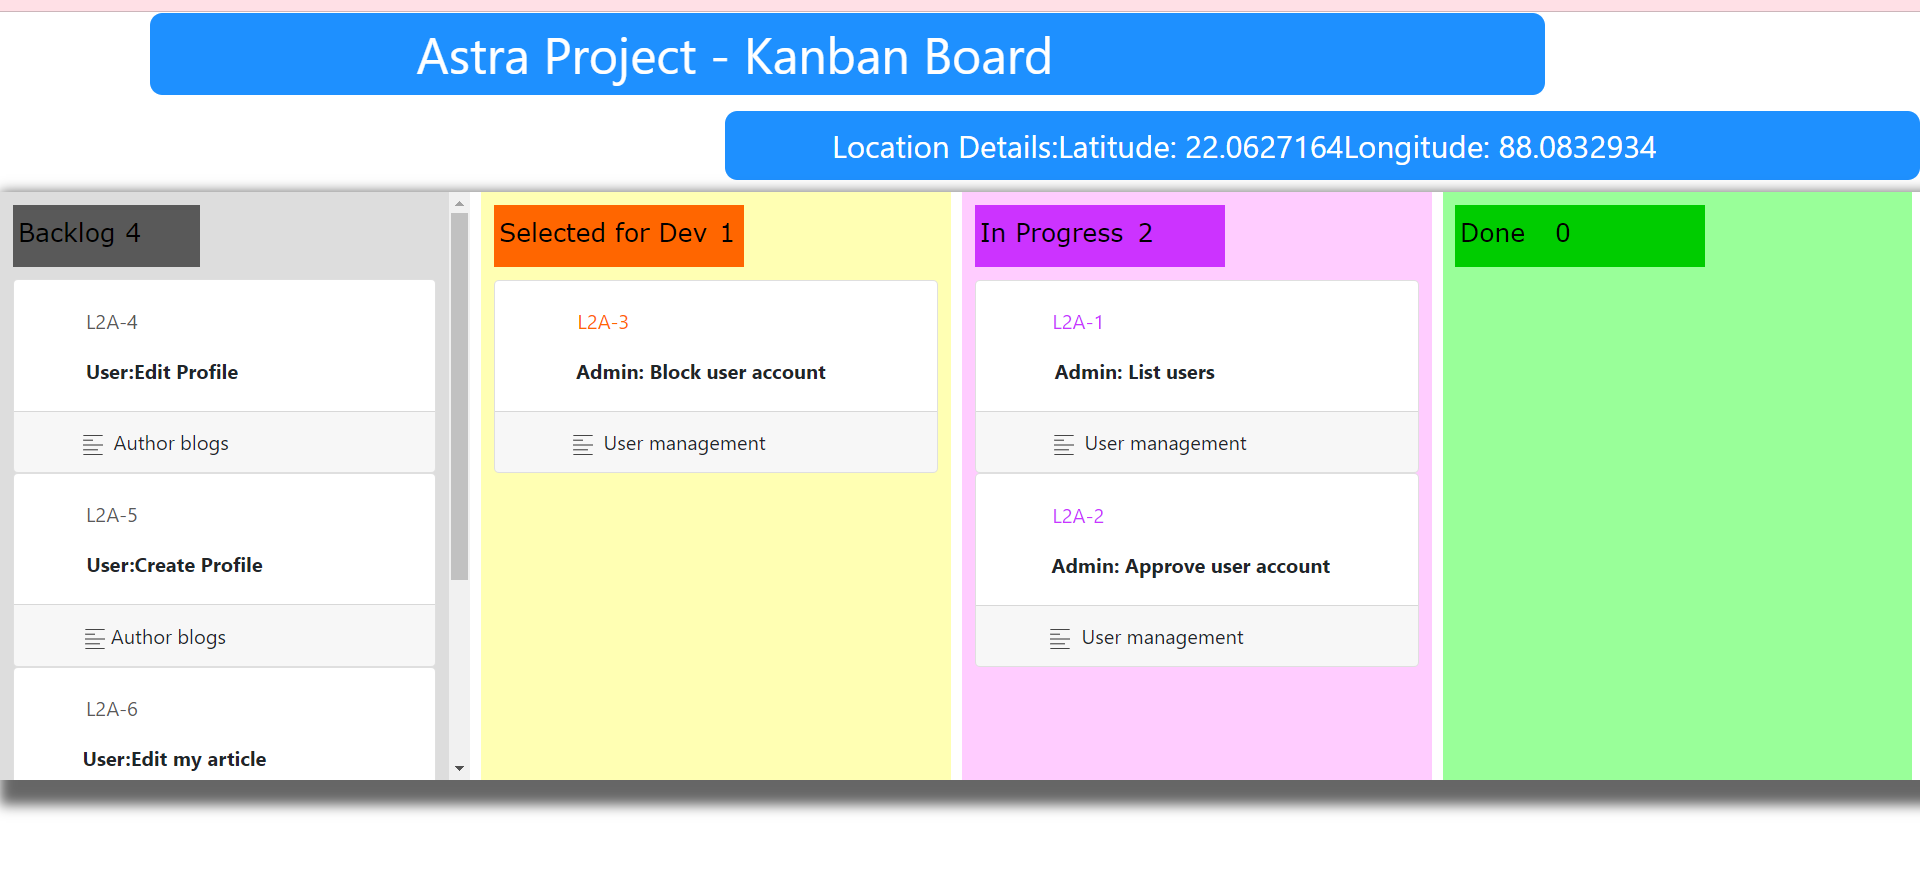 Astra Project - Kanban Board
Location Details:Latitude: 22.0627164Longitude: 88.0832934
Backlog 4
L2A-4
User:Edit Profile
Author blogs
L2A-5
User:Create Profile
Author blogs
L2A-6
User:Edit my article
Selected for Dev 1
L2A-3
Admin: Block user account
User management
In Progress 2
L2A-1
Admin: List users
User management
L2A-2
Admin: Approve user account
User management
Done 0